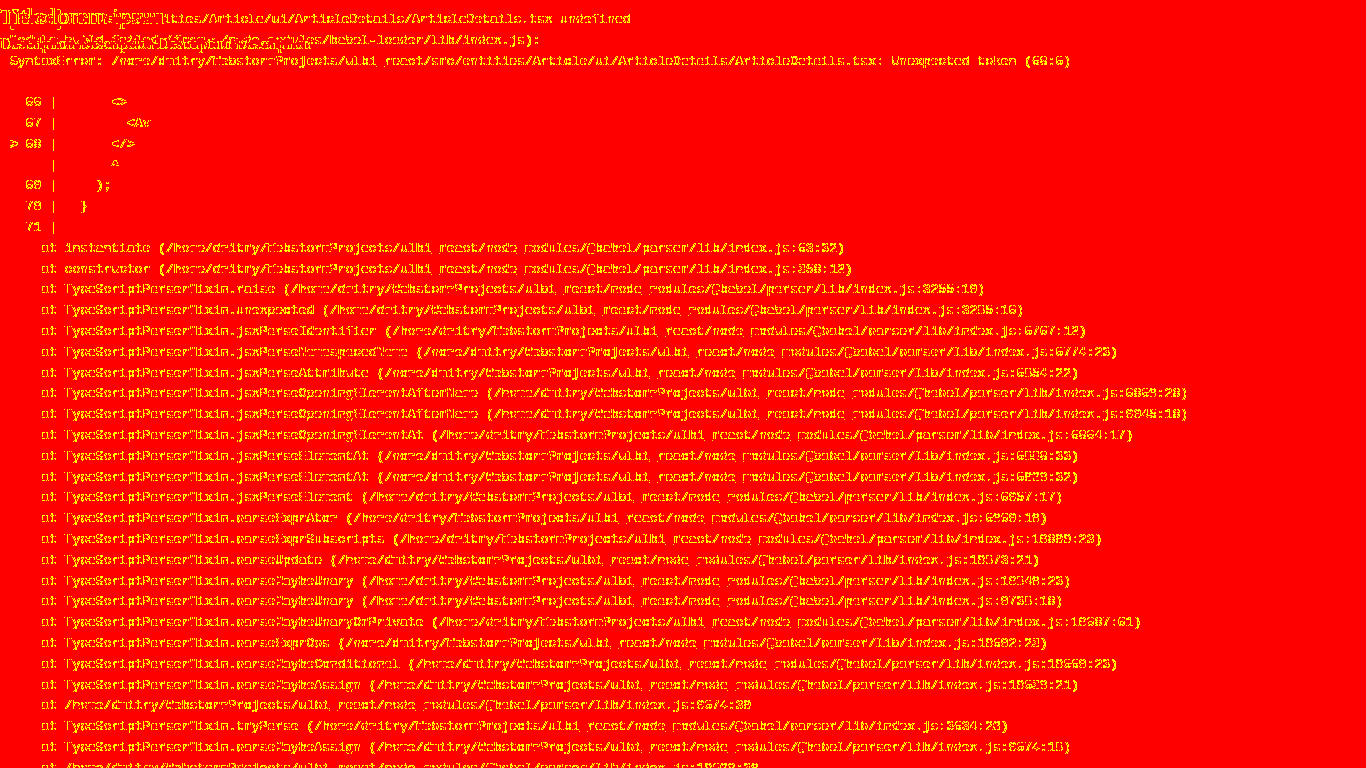 ities/Article/ui/ArticleDetails/ArticleDetails.tsx undefined
es/babel-loader/lib/index.js):
SyntaxError: /home/dmitry/WebstormProjects/ulbi_react/src/entities/Article/ui/ArticleDetails/ArticleDetails.tsx: Unexpected token (68:6)
66 | <>
67 | <Av
> 68 | </>
| ^
69 | );
70 | }
71 |
at instantiate (/home/dmitry/WebstormProjects/ulbi_react/node_modules/@babel/parser/lib/index.js:63:32)
at constructor (/home/dmitry/WebstormProjects/ulbi_react/node_modules/@babel/parser/lib/index.js:358:12)
at TypeScriptParserMixin.raise (/home/dmitry/WebstormProjects/ulbi_react/node_modules/@babel/parser/lib/index.js:3255:19)
at TypeScriptParserMixin.unexpected (/home/dmitry/WebstormProjects/ulbi_react/node_modules/@babel/parser/lib/index.js:3285:16)
at TypeScriptParserMixin.jsxParseIdentifier (/home/dmitry/WebstormProjects/ulbi_react/node_modules/@babel/parser/lib/index.js:6767:12)
at TypeScriptParserMixin.jsxParseNamespacedName (/home/dmitry/WebstormProjects/ulbi_react/node_modules/@babel/parser/lib/index.js:6774:23)
at TypeScriptParserMixin.jsxParseAttribute (/home/dmitry/WebstormProjects/ulbi_react/node_modules/@babel/parser/lib/index.js:6854:22)
at TypeScriptParserMixin.jsxParseOpeningElementAfterName (/home/dmitry/WebstormProjects/ulbi_react/node_modules/@babel/parser/lib/index.js:6869:28)
at TypeScriptParserMixin.jsxParseOpeningElementAfterName (/home/dmitry/WebstormProjects/ulbi_react/node_modules/@babel/parser/lib/index.js:9945:18)
at TypeScriptParserMixin.jsxParseOpeningElementAt (/home/dmitry/WebstormProjects/ulbi_react/node_modules/@babel/parser/lib/index.js:6864:17)
at TypeScriptParserMixin.jsxParseElementAt (/home/dmitry/WebstormProjects/ulbi_react/node_modules/@babel/parser/lib/index.js:6888:33)
at TypeScriptParserMixin.jsxParseElementAt (/home/dmitry/WebstormProjects/ulbi_react/node_modules/@babel/parser/lib/index.js:6900:32)
at TypeScriptParserMixin.jsxParseElement (/home/dmitry/WebstormProjects/ulbi_react/node_modules/@babel/parser/lib/index.js:6951:17)
at TypeScriptParserMixin.parseExprAtom (/home/dmitry/WebstormProjects/ulbi_react/node_modules/@babel/parser/lib/index.js:6963:19)
at TypeScriptParserMixin.parseExprSubscripts (/home/dmitry/WebstormProjects/ulbi_react/node_modules/@babel/parser/lib/index.js:10689:23)
at TypeScriptParserMixin.parseUpdate (/home/dmitry/WebstormProjects/ulbi_react/node_modules/@babel/parser/lib/index.js:10673:21)
at TypeScriptParserMixin.parseMaybeUnary (/home/dmitry/WebstormProjects/ulbi_react/node_modules/@babel/parser/lib/index.js:10649:23)
at TypeScriptParserMixin.parseMaybeUnary (/home/dmitry/WebstormProjects/ulbi_react/node_modules/@babel/parser/lib/index.js:9755:18)
at TypeScriptParserMixin.parseMaybeUnaryOrPrivate (/home/dmitry/WebstormProjects/ulbi_react/node_modules/@babel/parser/lib/index.js:10487:61)
at TypeScriptParserMixin.parseExprOps (/home/dmitry/WebstormProjects/ulbi_react/node_modules/@babel/parser/lib/index.js:10492:23)
at TypeScriptParserMixin.parseMaybeConditional (/home/dmitry/WebstormProjects/ulbi_react/node_modules/@babel/parser/lib/index.js:10469:23)
at TypeScriptParserMixin.parseMaybeAssign (/home/dmitry/WebstormProjects/ulbi_react/node_modules/@babel/parser/lib/index.js:10429:21)
at /home/dmitry/WebstormProjects/ulbi_react/node_modules/@babel/parser/lib/index.js:9674:39
at TypeScriptParserMixin.tryParse (/home/dmitry/WebstormProjects/ulbi_react/node_modules/@babel/parser/lib/index.js:3594:20)
at TypeScriptParserMixin.parseMaybeAssign (/home/dmitry/WebstormProjects/ulbi_react/node_modules/@babel/parser/lib/index.js:9674:18)